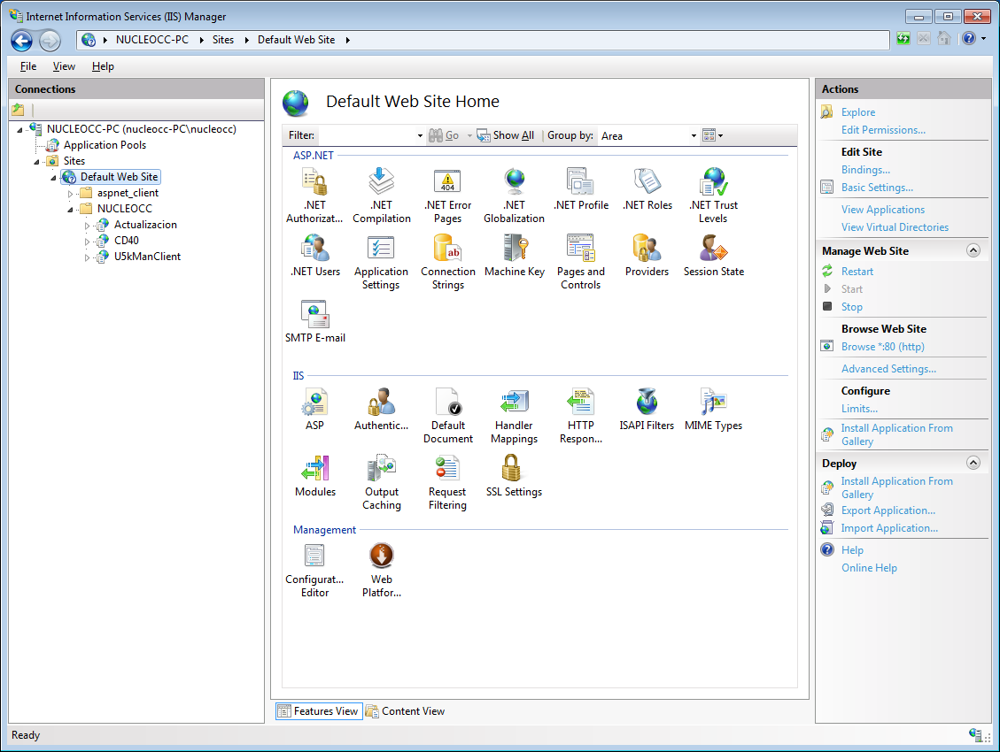 Internet Information Services (IIS) Manager
NUCLEOCC-PC Sites Default Web Site
File View Help
Connections
NUCLEOCC-PC (nucleocc-PC\nucleocc)
Application Pools
Sites
Default Web Site
aspnet_client
NUCLEOCC
Actualizacion
CD40
U5kManClient
Default Web Site Home
Filter: Go Show All Group by: Area
ASP.NET
.NET Authorizat...
.NET Compilation
404
.NET Error Pages
.NET Globalization
.NET Profile
.NET Roles
.NET Trust Levels
.NET Users
Application Settings
ab
Connection Strings
Machine Key
Pages and Controls
Providers
Session State
SMTP E-mail
IIS
ASP
Authentic...
Default Document
Handler Mappings
HTTP Respon...
ISAPI Filters
MIME Types
Modules
Output Caching
Request Filtering
SSL Settings
Management
Configurat... Editor
Web Platfor...
Features View Content View
Actions
Explore
Edit Permissions...
Edit Site
Bindings...
Basic Settings...
View Applications
View Virtual Directories
Manage Web Site
Restart
Start
Stop
Browse Web Site
Browse *:80 (http)
Advanced Settings...
Configure
Limits...
Install Application From
Gallery
Deploy
Install Application From
Gallery
Export Application...
Import Application...
Help
Online Help
Ready